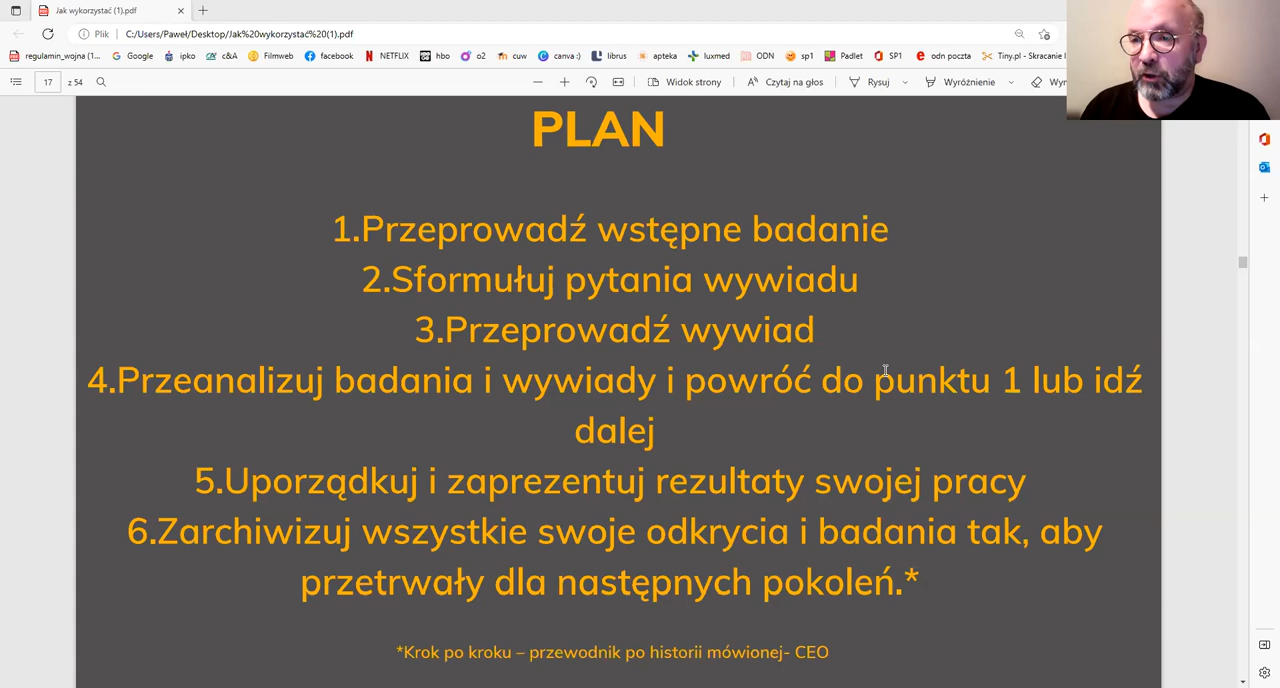 Jak wykorzystać (1).pdf
Plik C:/Users/Paweł/Desktop/Jak%20wykorzystać%20(1).pdf
regulamin_wojna (1... Google ipko c&A Filmweb facebook NETFLIX hbo o2 cuw canva :) librus apteka luxmed ODN sp1 Padlet SP1 odn poczta Tiny.pl - Skracanie l
17 z 54 Widok strony Czytaj na głos Rysuj Wyróżnienie
PLAN
1.Przeprowadź wstępne badanie
2.Sformułuj pytania wywiadu
3.Przeprowadź wywiad
4.Przeanalizuj badania i wywiady i powróć do punktu 1 lub idź
dalej
5.Uporządkuj i zaprezentuj rezultaty swojej pracy
6.Zarchiwizuj wszystkie swoje odkrycia i badania tak, aby
przetrwały dla następnych pokoleń.*
*Krok po kroku – przewodnik po historii mówionej- CEO